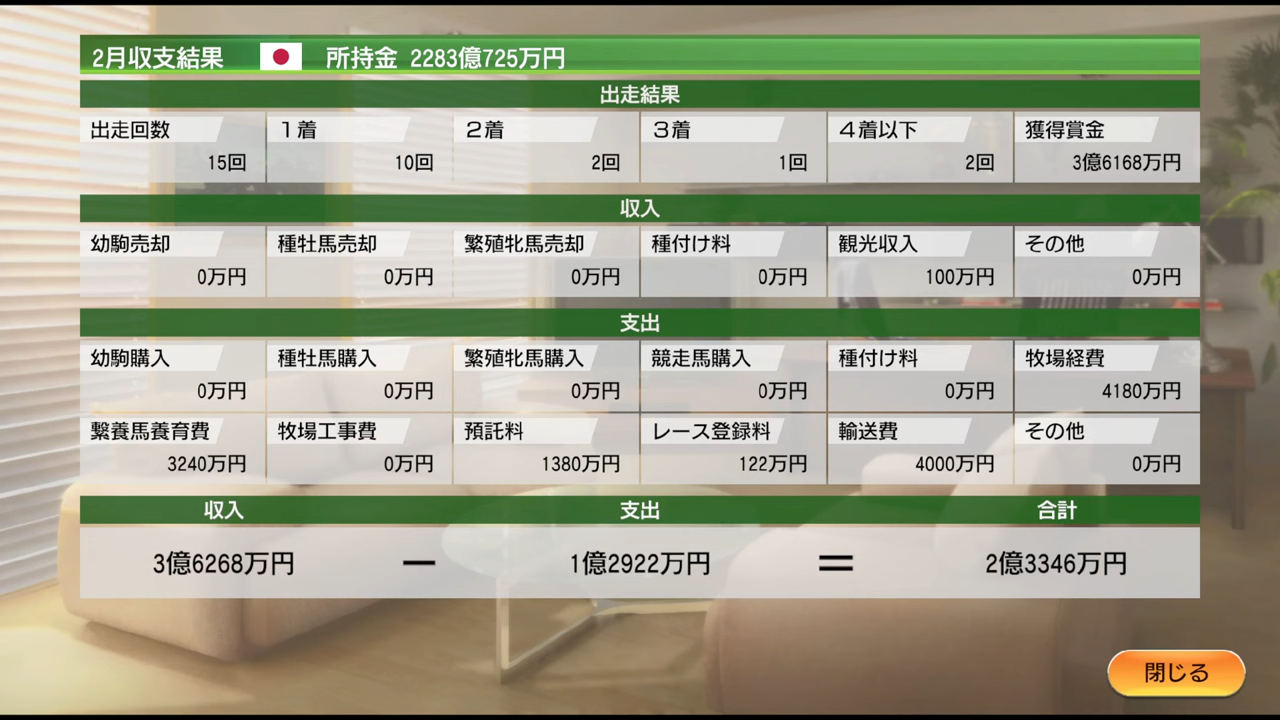 2月収支結果 所持金 2283億725万円
出走結果
出走回数 1着 2着 3着 4着以下 獲得賞金
15回 10回 2回 1回 2回 3億6168万円
収入
幼駒売却 種牡馬売却 繁殖牝馬売却 種付け料 観光収入 その他
0万円 0万円 0万円 0万円 100万円 0万円
支出
幼駒購入 種牡馬購入 繁殖牝馬購入 競走馬購入 種付け料 牧場経費
0万円 0万円 0万円 0万円 0万円 4180万円
繋養馬養育費 牧場工事費 預託料 レース登録料 輸送費 その他
3240万円 0万円 1380万円 122万円 4000万円 0万円
収入 支出 合計
3億6268万円 − 1億2922万円 = 2億3346万円
閉じる